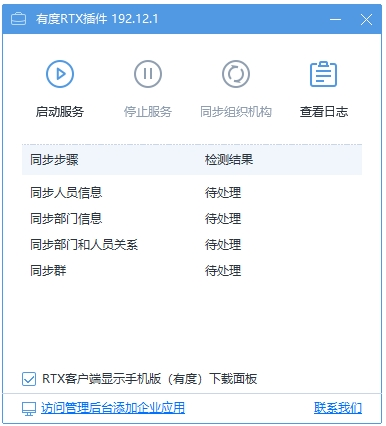 有度RTX插件 192.12.1
启动服务 停止服务 同步组织机构 查看日志
同步步骤 检测结果
同步人员信息 待处理
同步部门信息 待处理
同步部门和人员关系 待处理
同步群 待处理
RTX客户端显示手机版（有度）下载面板
访问管理后台添加企业应用 联系我们